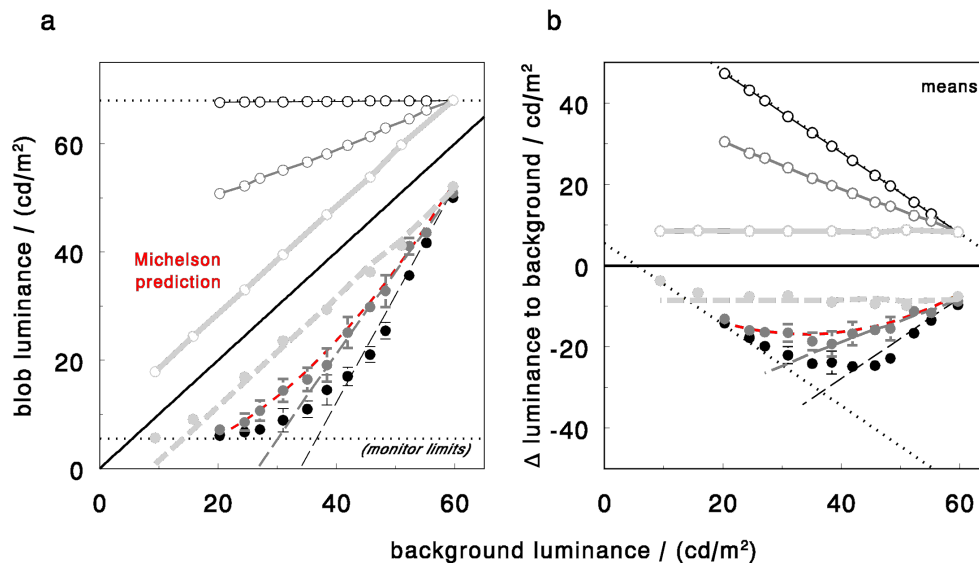 a
b
blob luminance / (cd/m²)
60
40
20
0
Michelson
prediction
(monitor limits)
0
20
40
60
Δ luminance to background / cd/m²
40
20
0
-20
-40
means
0
20
40
60
background luminance / (cd/m²)